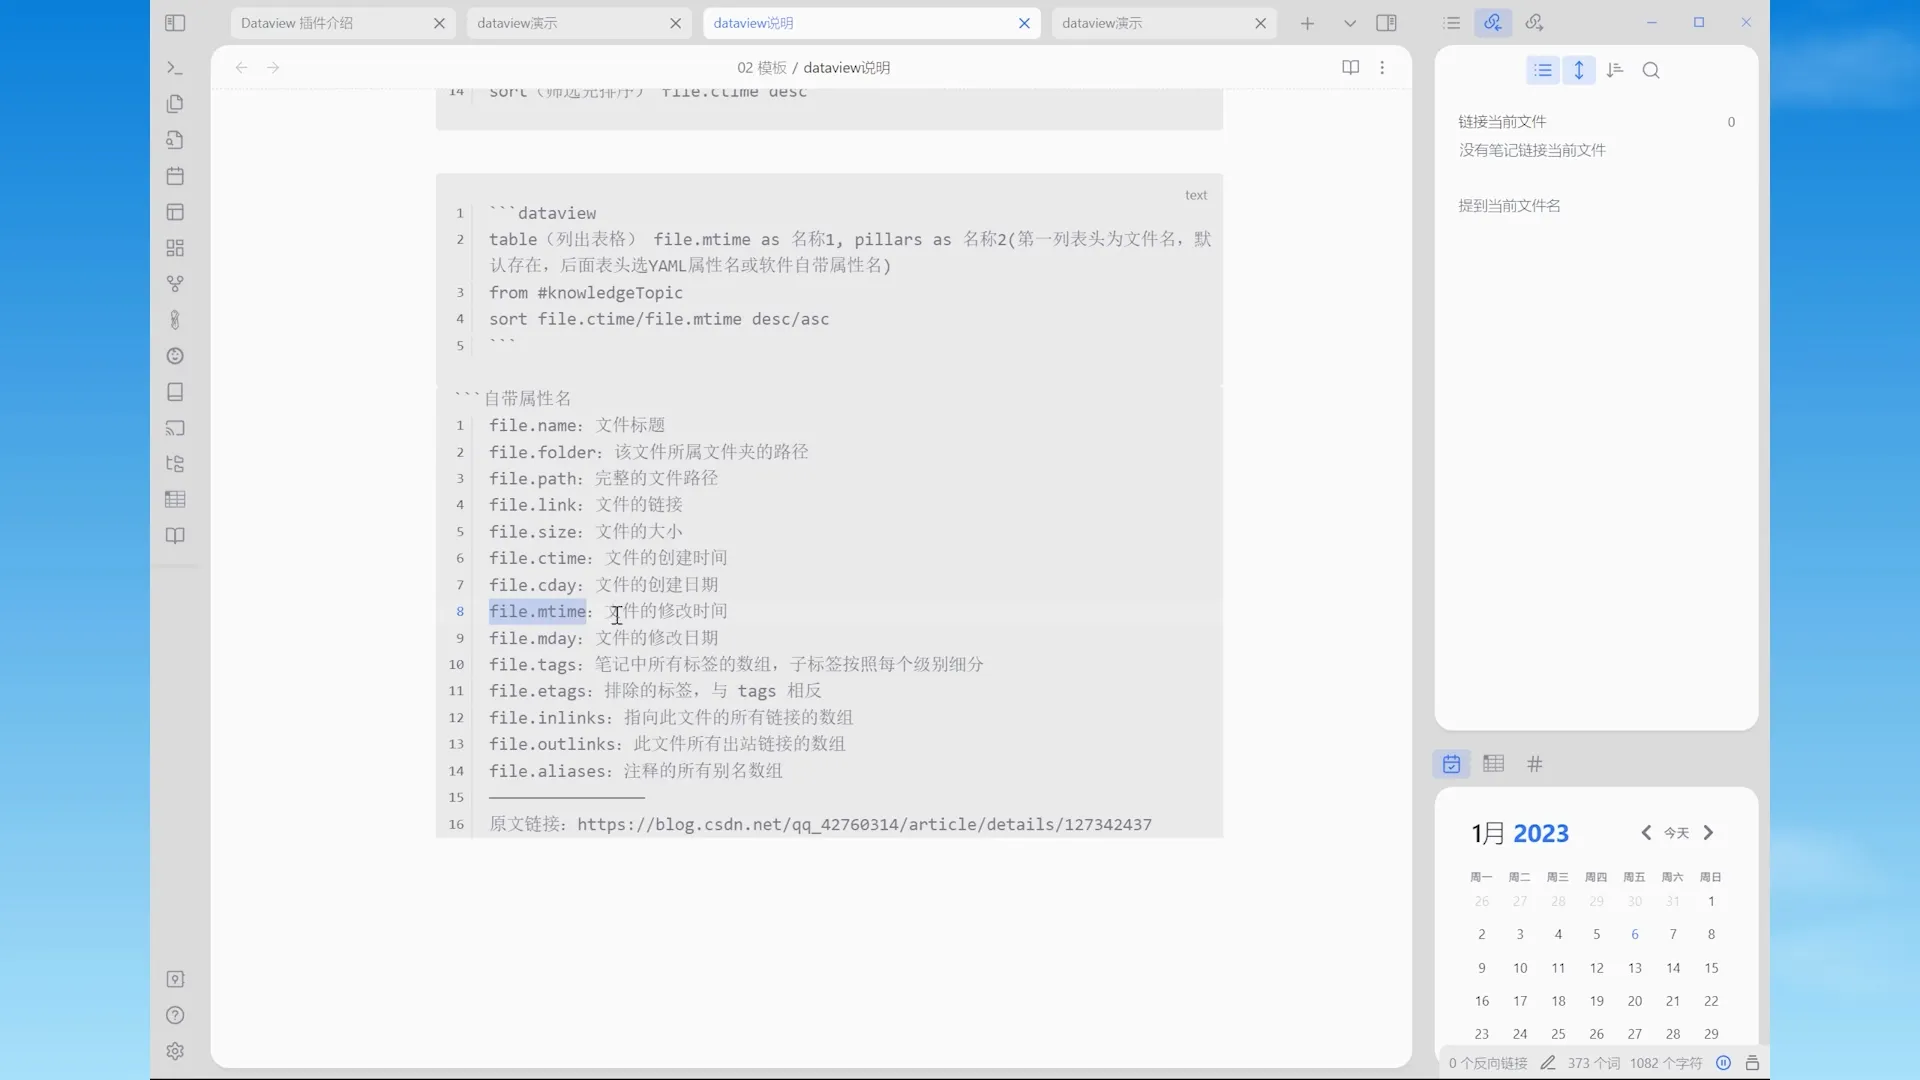 Dataview 插件介绍
dataview演示
dataview说明
dataview演示
02 模板 / dataview说明
14 sort（筛选完排序） file.ctime desc
text
1 ```dataview
2 table（列出表格） file.mtime as 名称1, pillars as 名称2(第一列表头为文件名，默
认存在，后面表头选YAML属性名或软件自带属性名)
3 from #knowledgeTopic
4 sort file.ctime/file.mtime desc/asc
5 ```
```自带属性名
1 file.name：文件标题
2 file.folder：该文件所属文件夹的路径
3 file.path：完整的文件路径
4 file.link：文件的链接
5 file.size：文件的大小
6 file.ctime：文件的创建时间
7 file.cday：文件的创建日期
8 file.mtime：文件的修改时间
9 file.mday：文件的修改日期
10 file.tags：笔记中所有标签的数组，子标签按照每个级别细分
11 file.etags：排除的标签，与 tags 相反
12 file.inlinks：指向此文件的所有链接的数组
13 file.outlinks：此文件所有出站链接的数组
14 file.aliases：注释的所有别名数组
15 ————————————————
16 原文链接：https://blog.csdn.net/qq_42760314/article/details/127342437
链接当前文件 0
没有笔记链接当前文件
提到当前文件名
1月 2023 今天
周一 周二 周三 周四 周五 周六 周日
26 27 28 29 30 31 1
2 3 4 5 6 7 8
9 10 11 12 13 14 15
16 17 18 19 20 21 22
23 24 25 26 27 28 29
0 个反向链接 373 个词 1082 个字符